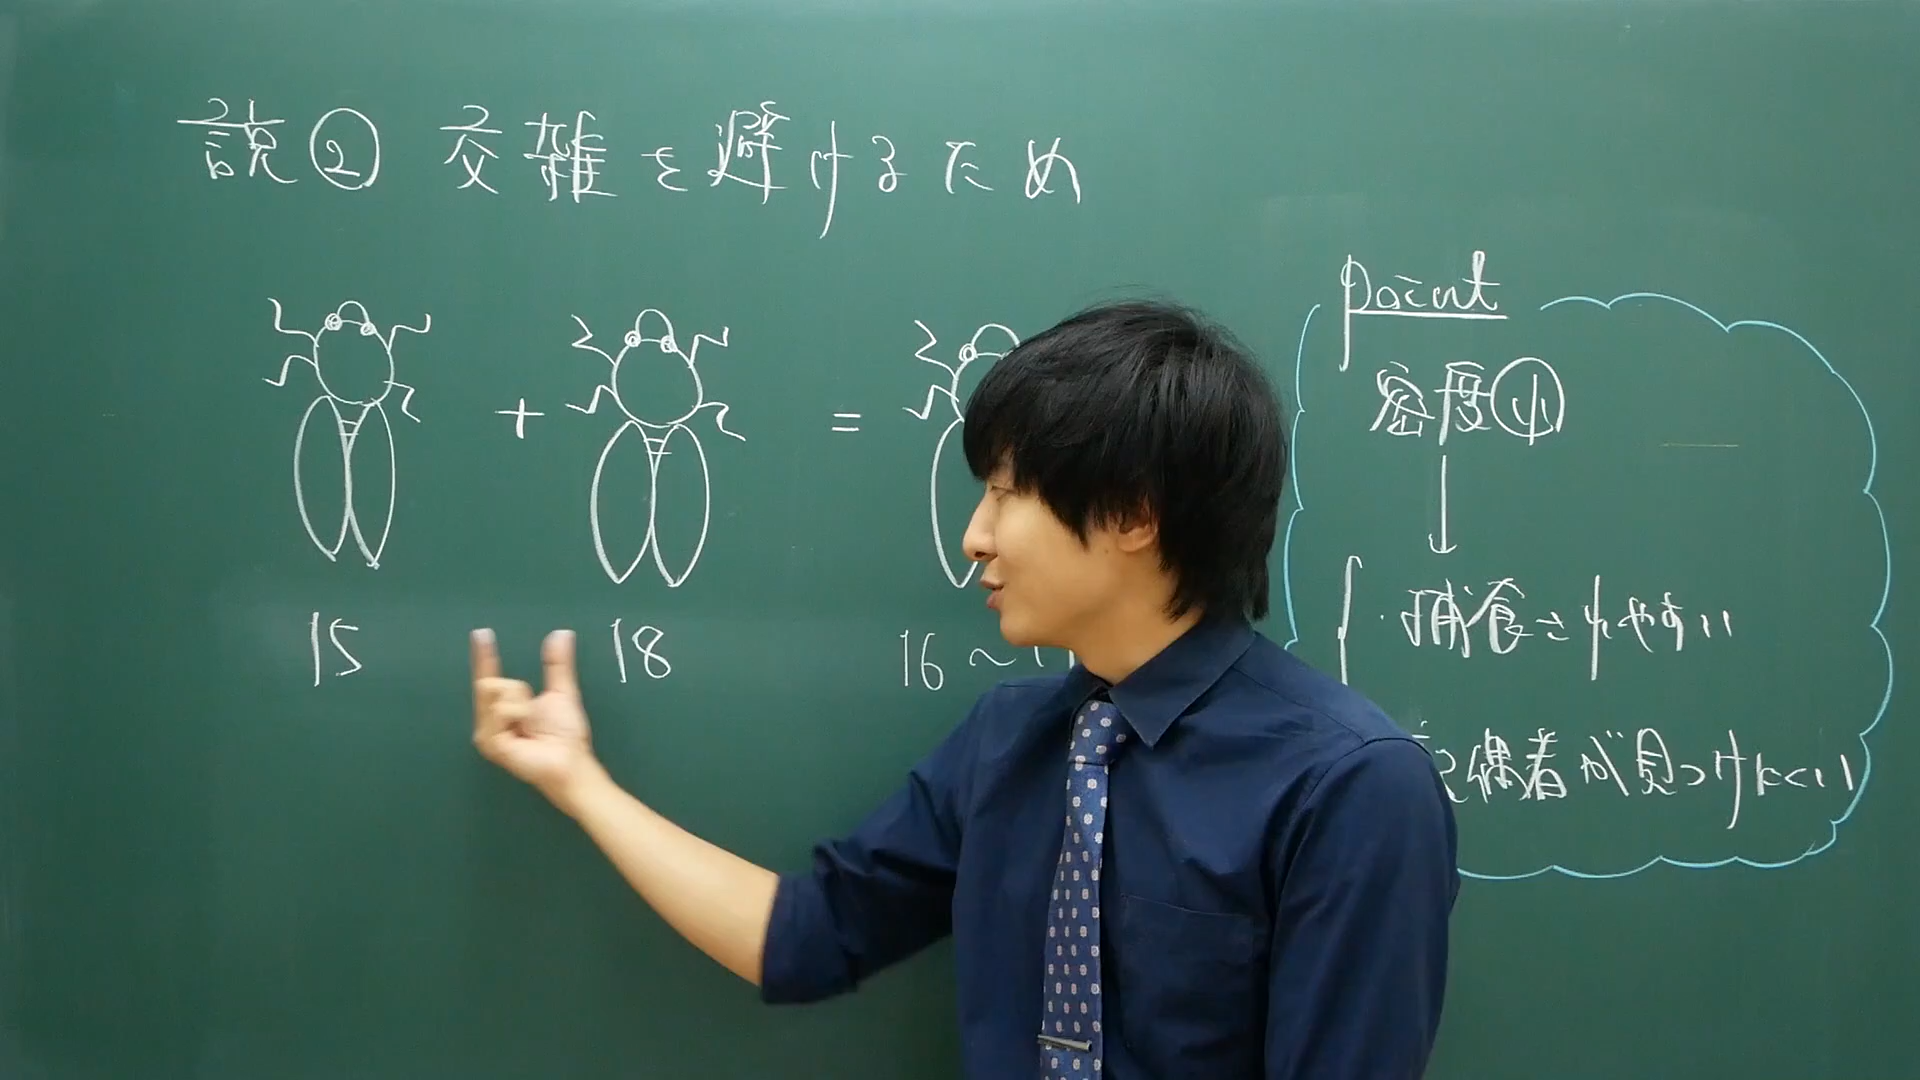 説② 交雑を避けるため
+ =
15 18 16～
point
密度小
・捕食されやすい
偶者が見つけにくい